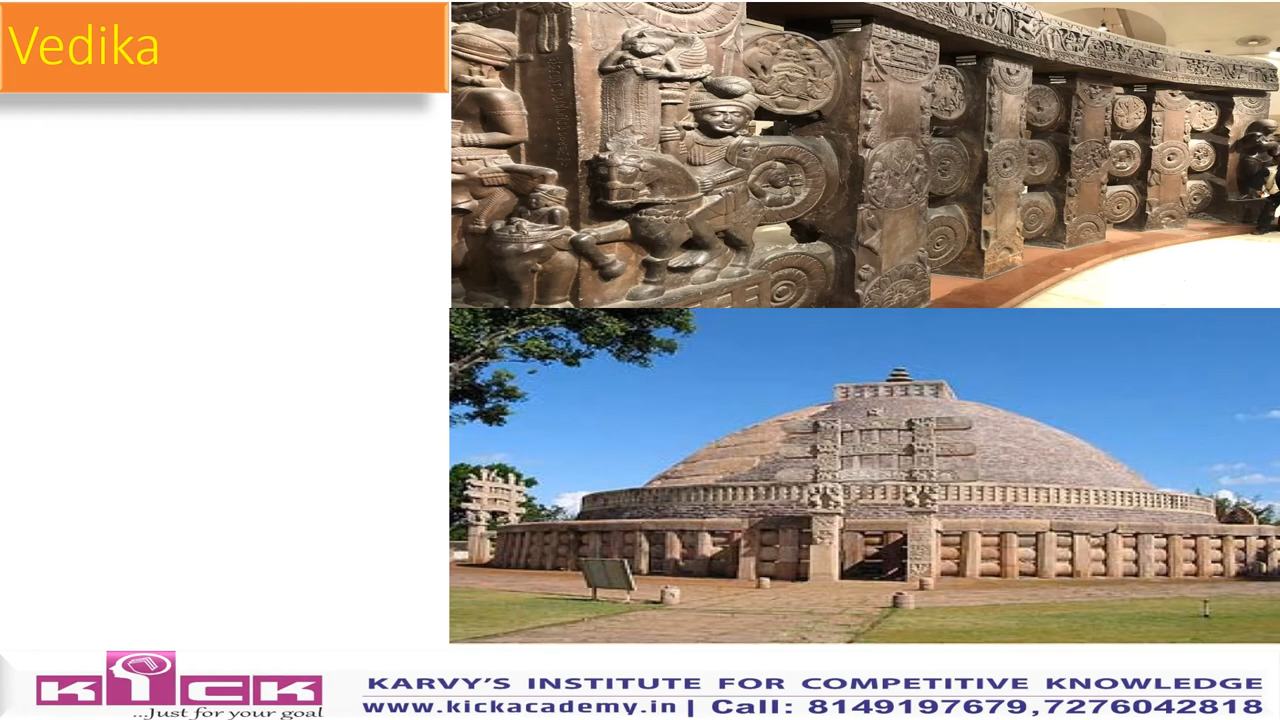 Vedika
KICK
...Just for your goal
KARVY'S INSTITUTE FOR COMPETITIVE KNOWLEDGE
www.kickacademy.in | Call: 8149197679,7276042818